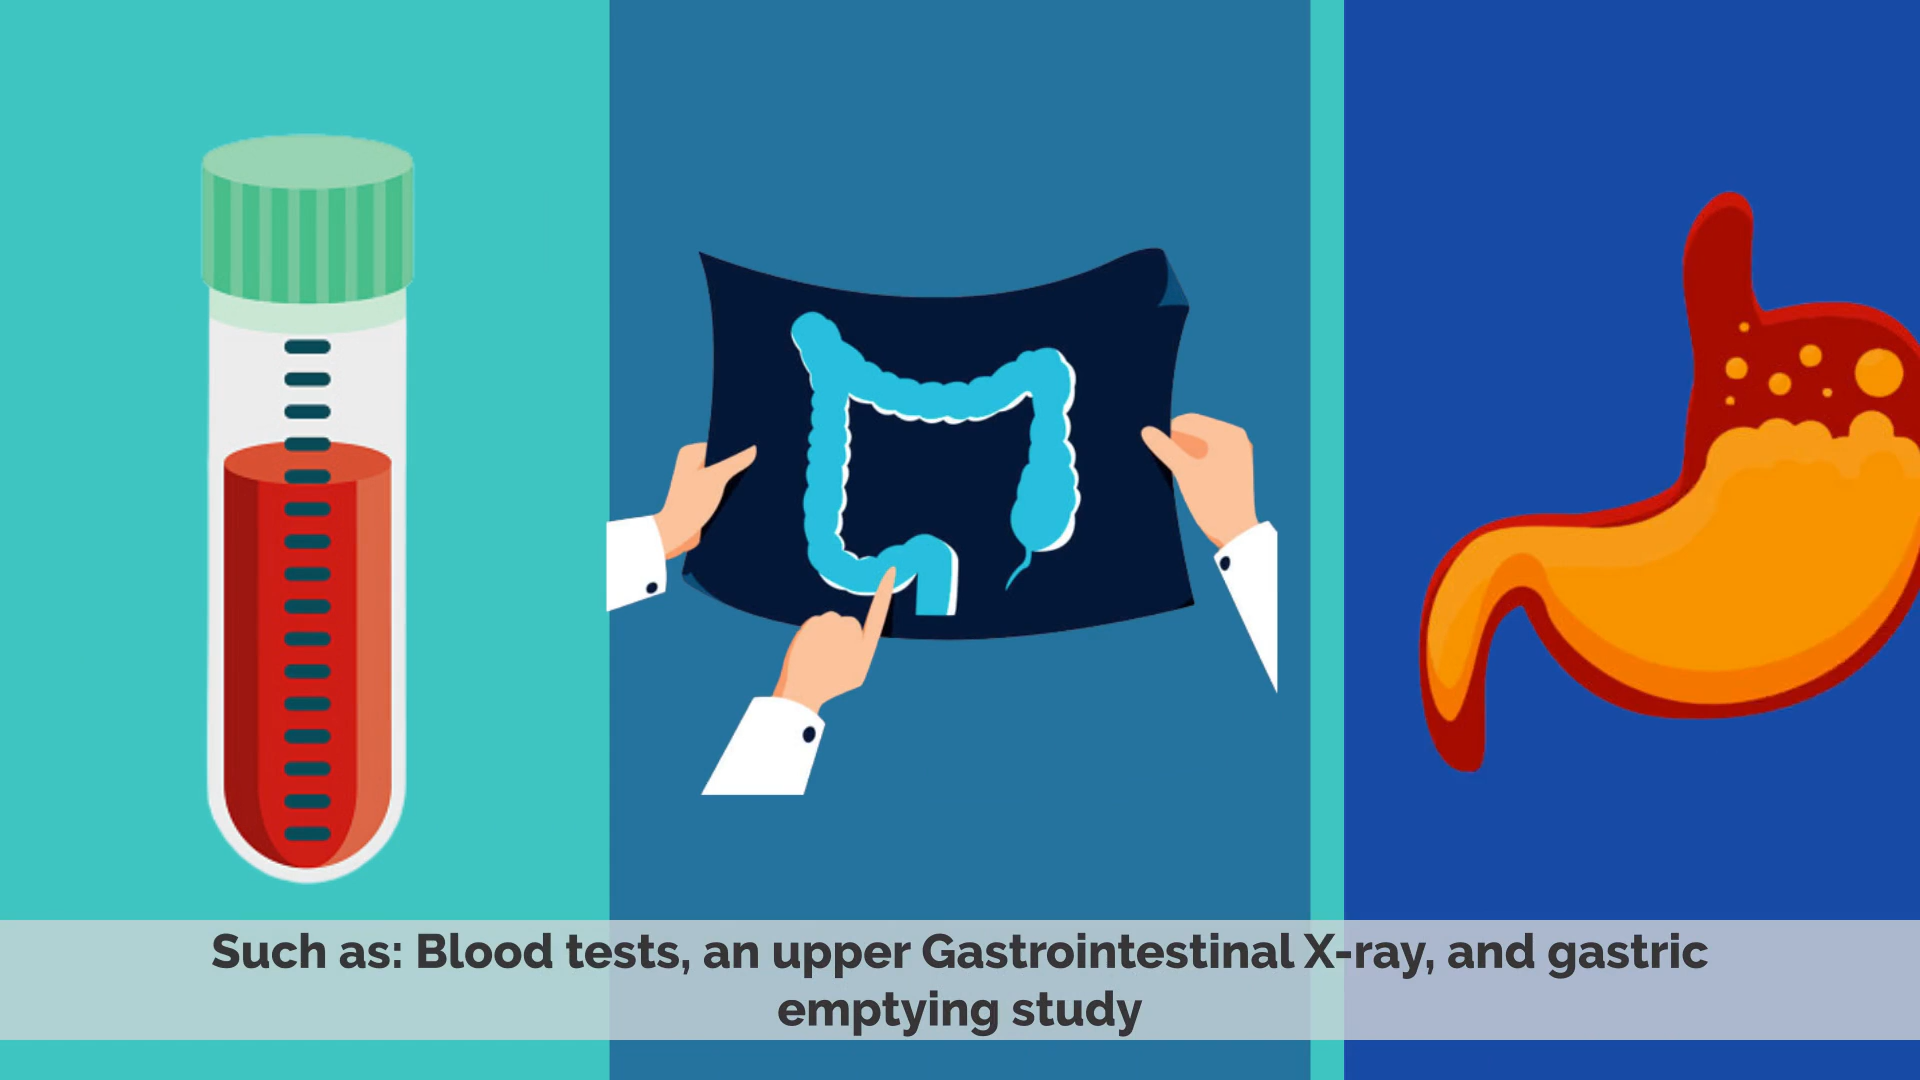 Such as: Blood tests, an upper Gastrointestinal X-ray, and gastric
emptying study